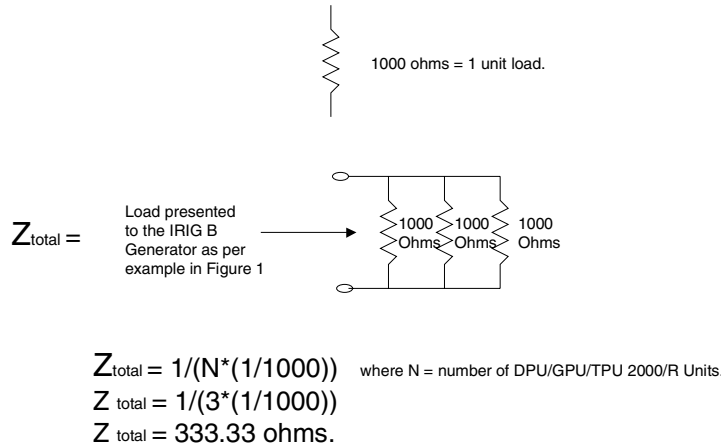 1000 ohms = 1 unit load.
Ztotal =
Load presented
to the IRIG B
Generator as per
example in Figure 1
1000
Ohms
1000
Ohms
1000
Ohms
Ztotal = 1/(N*(1/1000)) where N = number of DPU/GPU/TPU 2000/R Units.
Z total = 1/(3*(1/1000))
Z total = 333.33 ohms.